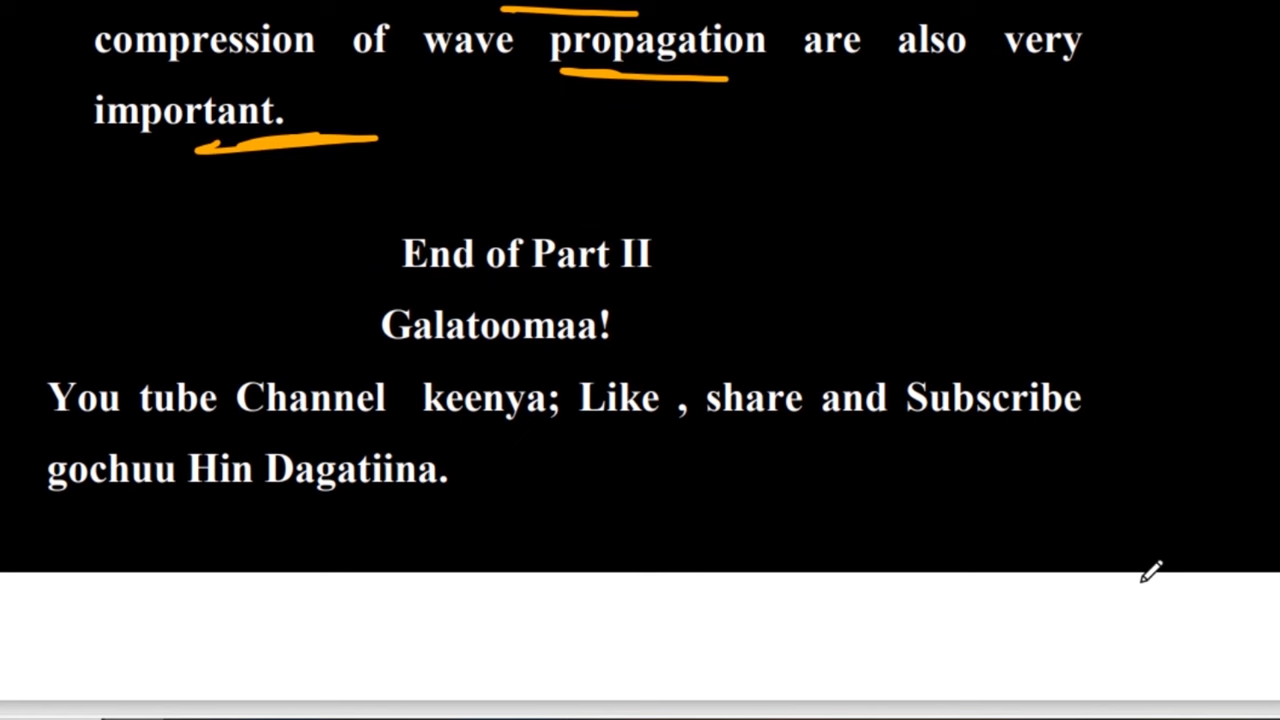 compression of wave propagation are also very
important.
End of Part II
Galatoomaa!
You tube Channel keenya; Like , share and Subscribe
gochuu Hin Dagatiina.